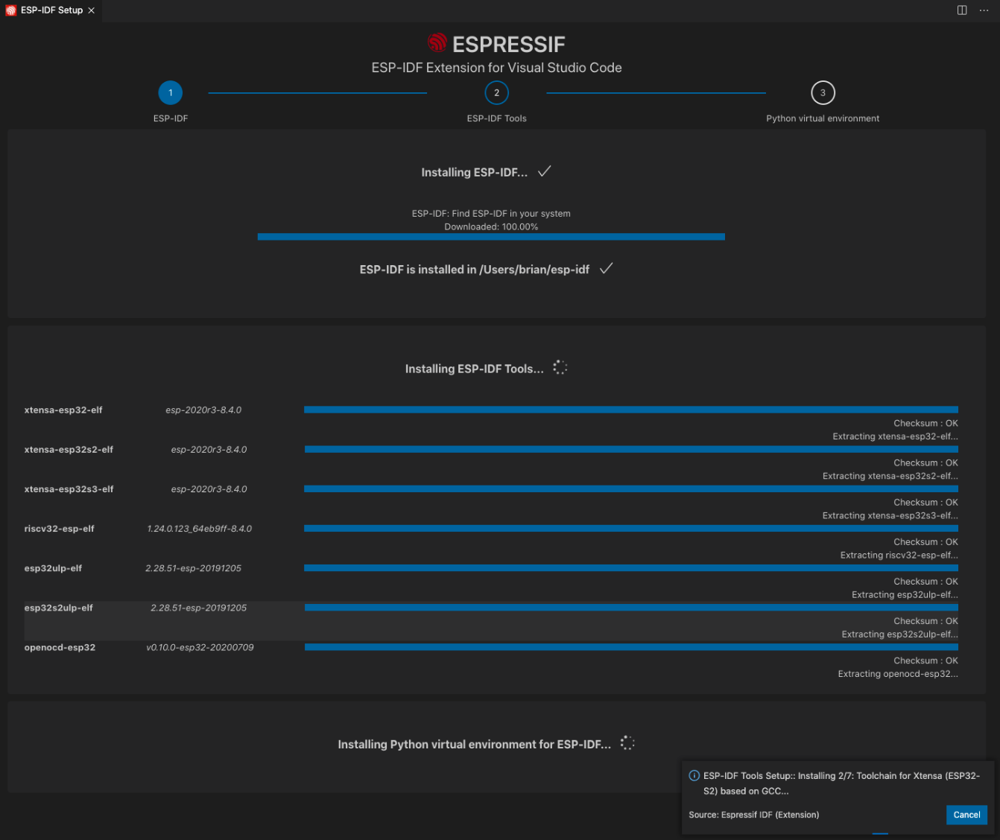 ESP-IDF Setup
ESPRESSIF
ESP-IDF Extension for Visual Studio Code
1
2
3
ESP-IDF
ESP-IDF Tools
Python virtual environment
Installing ESP-IDF...
ESP-IDF: Find ESP-IDF in your system
Downloaded: 100.00%
ESP-IDF is installed in /Users/brian/esp-idf
Installing ESP-IDF Tools...
xtensa-esp32-elf esp-2020r3-8.4.0
Checksum : OK
Extracting xtensa-esp32-elf...
xtensa-esp32s2-elf esp-2020r3-8.4.0
Checksum : OK
Extracting xtensa-esp32s2-elf...
xtensa-esp32s3-elf esp-2020r3-8.4.0
Checksum : OK
Extracting xtensa-esp32s3-elf...
riscv32-esp-elf 1.24.0.123_64eb9ff-8.4.0
Checksum : OK
Extracting riscv32-esp-elf...
esp32ulp-elf 2.28.51-esp-20191205
Checksum : OK
Extracting esp32ulp-elf...
esp32s2ulp-elf 2.28.51-esp-20191205
Checksum : OK
Extracting esp32s2ulp-elf...
openocd-esp32 v0.10.0-esp32-20200709
Checksum : OK
Extracting openocd-esp32...
Installing Python virtual environment for ESP-IDF...
ESP-IDF Tools Setup:: Installing 2/7: Toolchain for Xtensa (ESP32-
S2) based on GCC...
Source: Espressif IDF (Extension)
Cancel